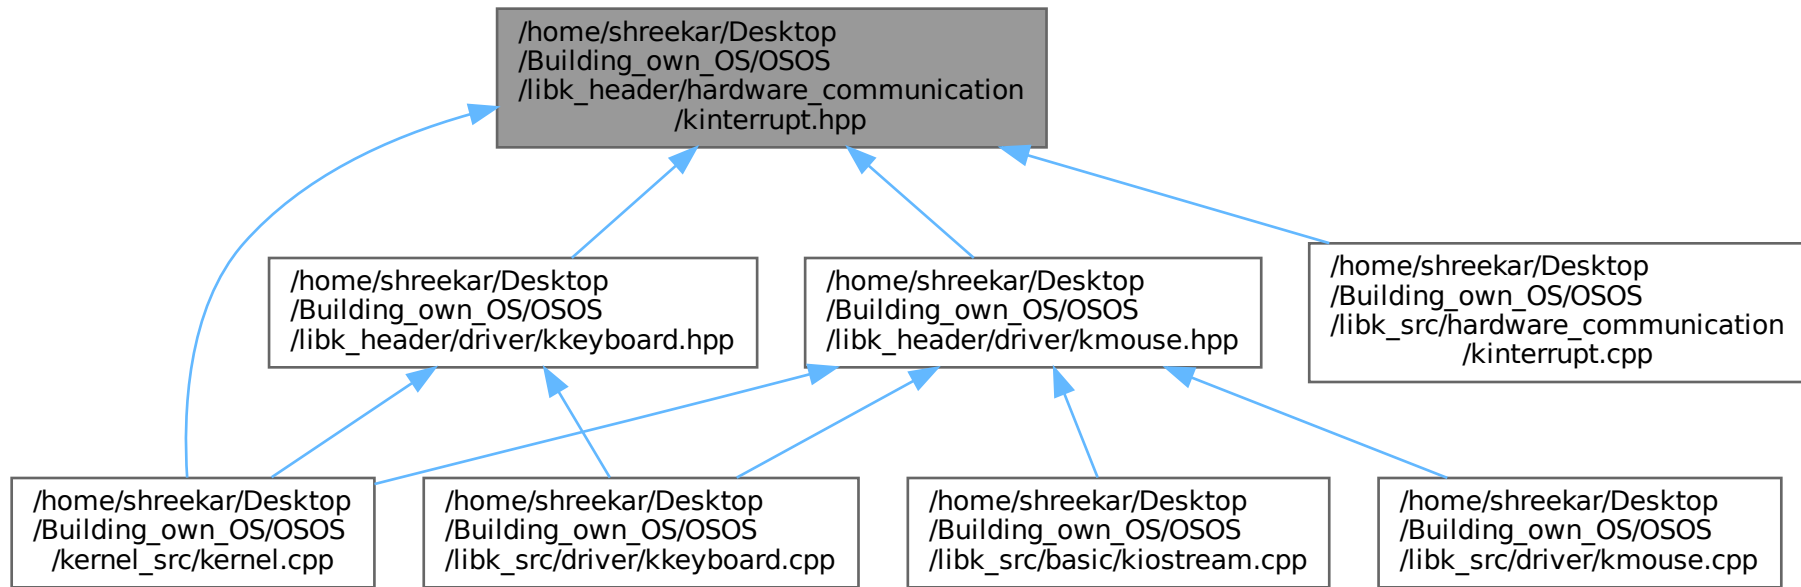 /home/shreekar/Desktop
/Building_own_OS/OSOS
/libk_header/hardware_communication
/kinterrupt.hpp
/home/shreekar/Desktop
/Building_own_OS/OSOS
/libk_header/driver/kkeyboard.hpp
/home/shreekar/Desktop
/Building_own_OS/OSOS
/libk_header/driver/kmouse.hpp
/home/shreekar/Desktop
/Building_own_OS/OSOS
/libk_src/hardware_communication
/kinterrupt.cpp
/home/shreekar/Desktop
/Building_own_OS/OSOS
/kernel_src/kernel.cpp
/home/shreekar/Desktop
/Building_own_OS/OSOS
/libk_src/driver/kkeyboard.cpp
/home/shreekar/Desktop
/Building_own_OS/OSOS
/libk_src/basic/kiostream.cpp
/home/shreekar/Desktop
/Building_own_OS/OSOS
/libk_src/driver/kmouse.cpp